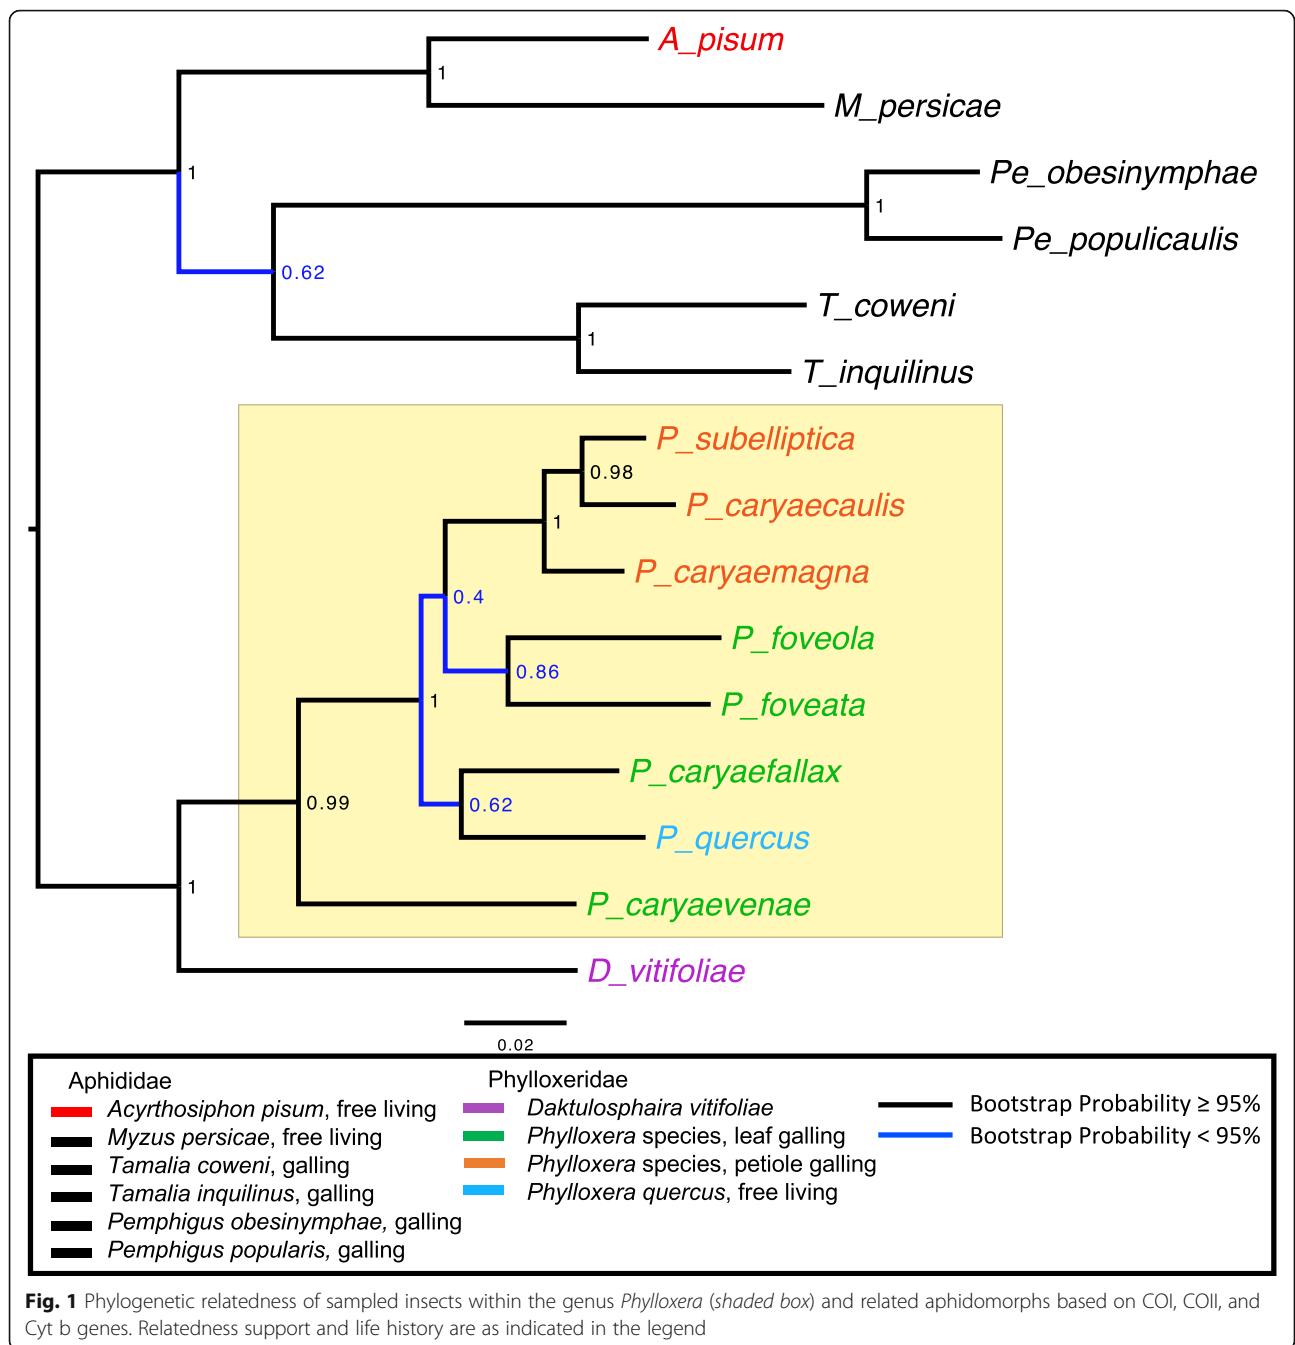 A_pisum
1
M_persicae
1
Pe_obesinymphae
1
Pe_populicaulis
0.62
T_coweni
1
T_inquilinus
P_subelliptica
0.98
P_caryaecaulis
1
P_caryaemagna
0.4
P_foveola
0.86
P_foveata
1
P_caryaefallax
0.99
0.62
P_quercus
1
P_caryaevenae
D_vitifoliae
0.02
Aphididae
Acyrthosiphon pisum, free living
Myzus persicae, free living
Tamalia coweni, galling
Tamalia inquilinus, galling
Pemphigus obesinymphae, galling
Pemphigus popularis, galling
Phylloxeridae
Daktulosphaira vitifoliae
Phylloxera species, leaf galling
Phylloxera species, petiole galling
Phylloxera quercus, free living
Bootstrap Probability ≥ 95%
Bootstrap Probability < 95%
Fig. 1 Phylogenetic relatedness of sampled insects within the genus Phylloxera (shaded box) and related aphidomorphs based on COI, COII, and
Cyt b genes. Relatedness support and life history are as indicated in the legend